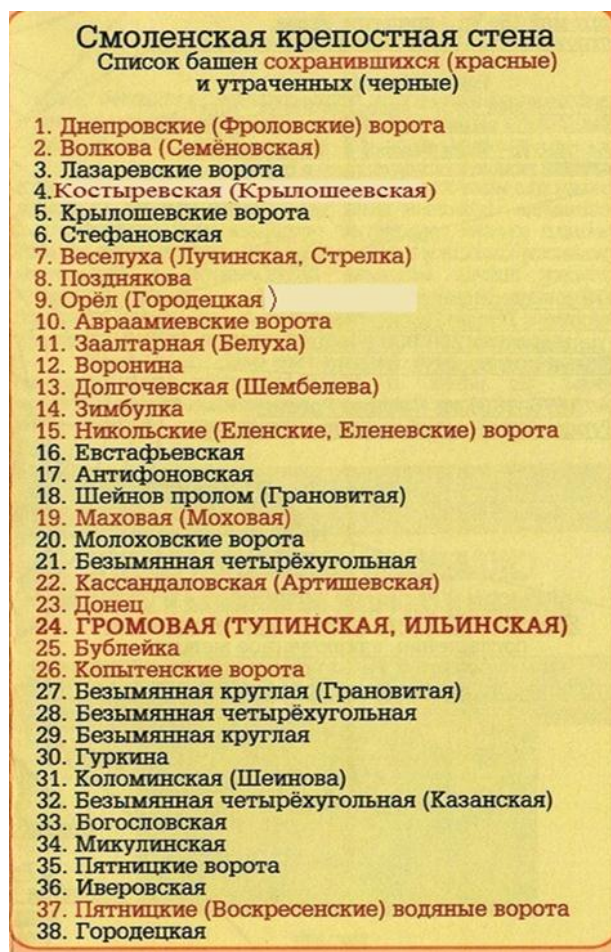 Смоленская крепостная стена
Список башен сохранившихся (красные)
и утраченных (черные)
1. Днепровские (Фроловские) ворота
2. Волкова (Семёновская)
3. Лазаревские ворота
4.Костыревская (Крылошеевская)
5. Крылошевские ворота
6. Стефановская
7. Веселуха (Лучинская, Стрелка)
8. Позднякова
9. Орёл (Городецкая )
10. Авраамиевские ворота
11. Заалтарная (Белуха)
12. Воронина
13. Долгочевская (Шембелева)
14. Зимбулка
15. Никольские (Еленские, Еленевские) ворота
16. Евстафьевская
17. Антифоновская
18. Шейнов пролом (Грановитая)
19. Маховая (Моховая)
20. Молоховские ворота
21. Безымянная четырёхугольная
22. Кассандаловская (Артишевская)
23. Донец
24. ГРОМОВАЯ (ТУПИНСКАЯ, ИЛЬИНСКАЯ)
25. Бублейка
26. Копытенские ворота
27. Безымянная круглая (Грановитая)
28. Безымянная четырёхугольная
29. Безымянная круглая
30. Гуркина
31. Коломинская (Шеинова)
32. Безымянная четырёхугольная (Казанская)
33. Богословская
34. Микулинская
35. Пятницкие ворота
36. Иверовская
37. Пятницкие (Воскресенские) водяные ворота
38. Городецкая